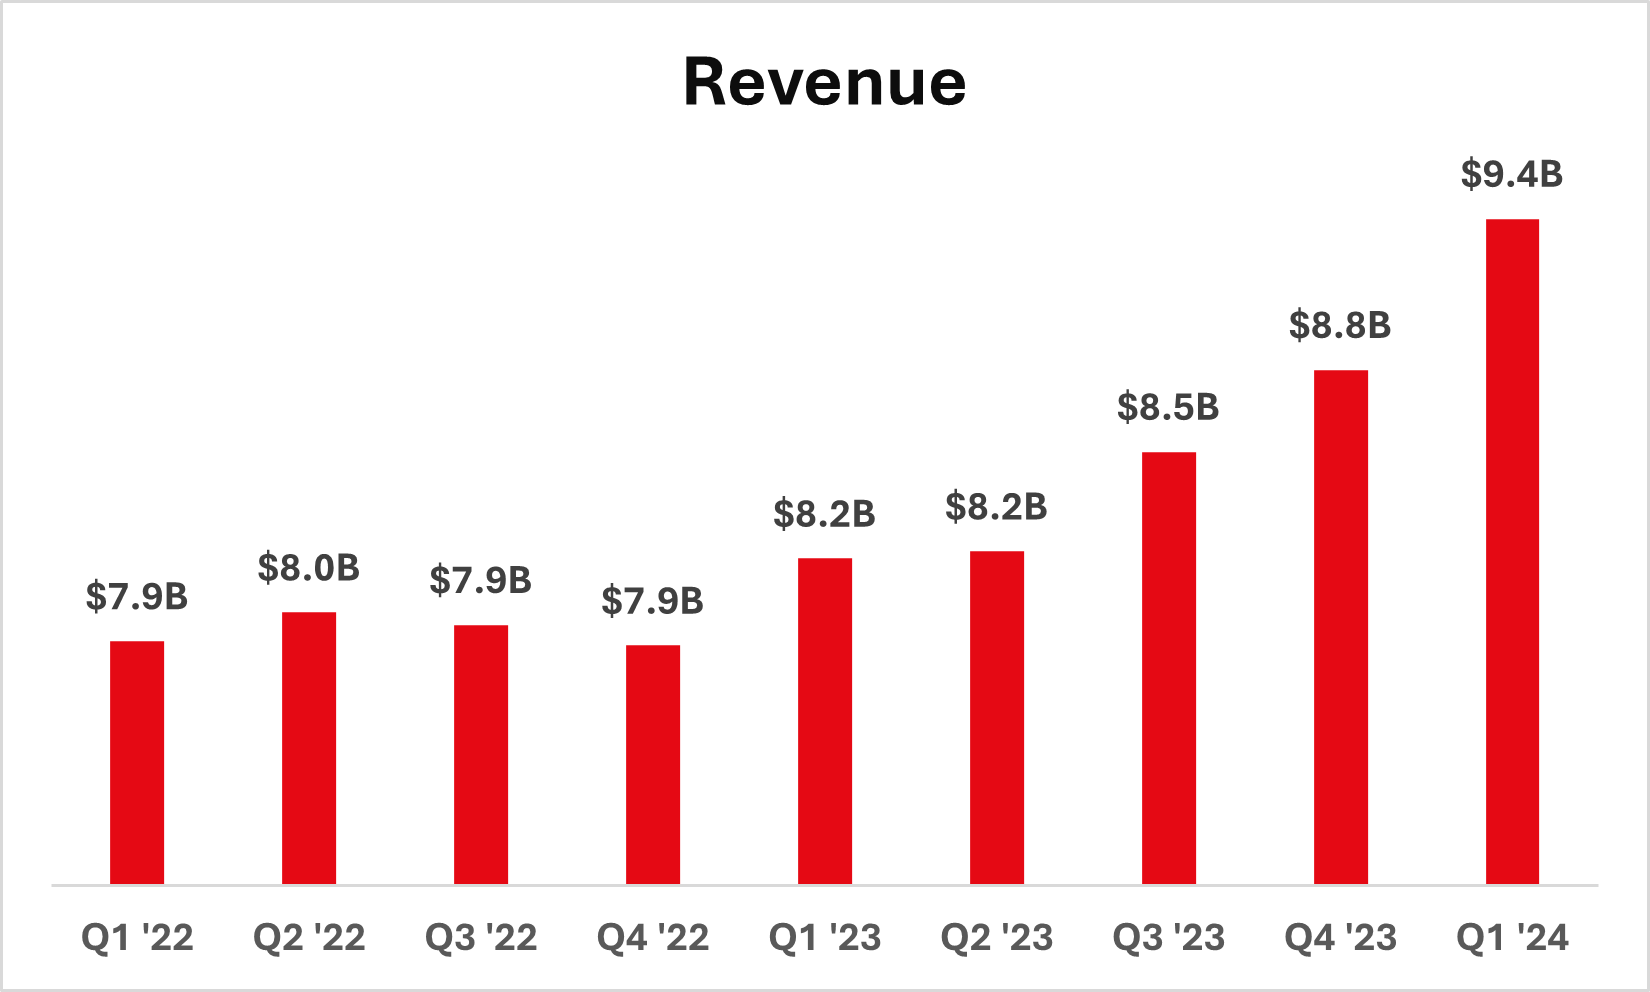 Revenue
$7.9B
$8.0B
$7.9B
$7.9B
$8.2B
$8.2B
$8.5B
$8.8B
$9.4B
Q1 '22
Q2 '22
Q3 '22
Q4 '22
Q1 '23
Q2 '23
Q3 '23
Q4 '23
Q1 '24